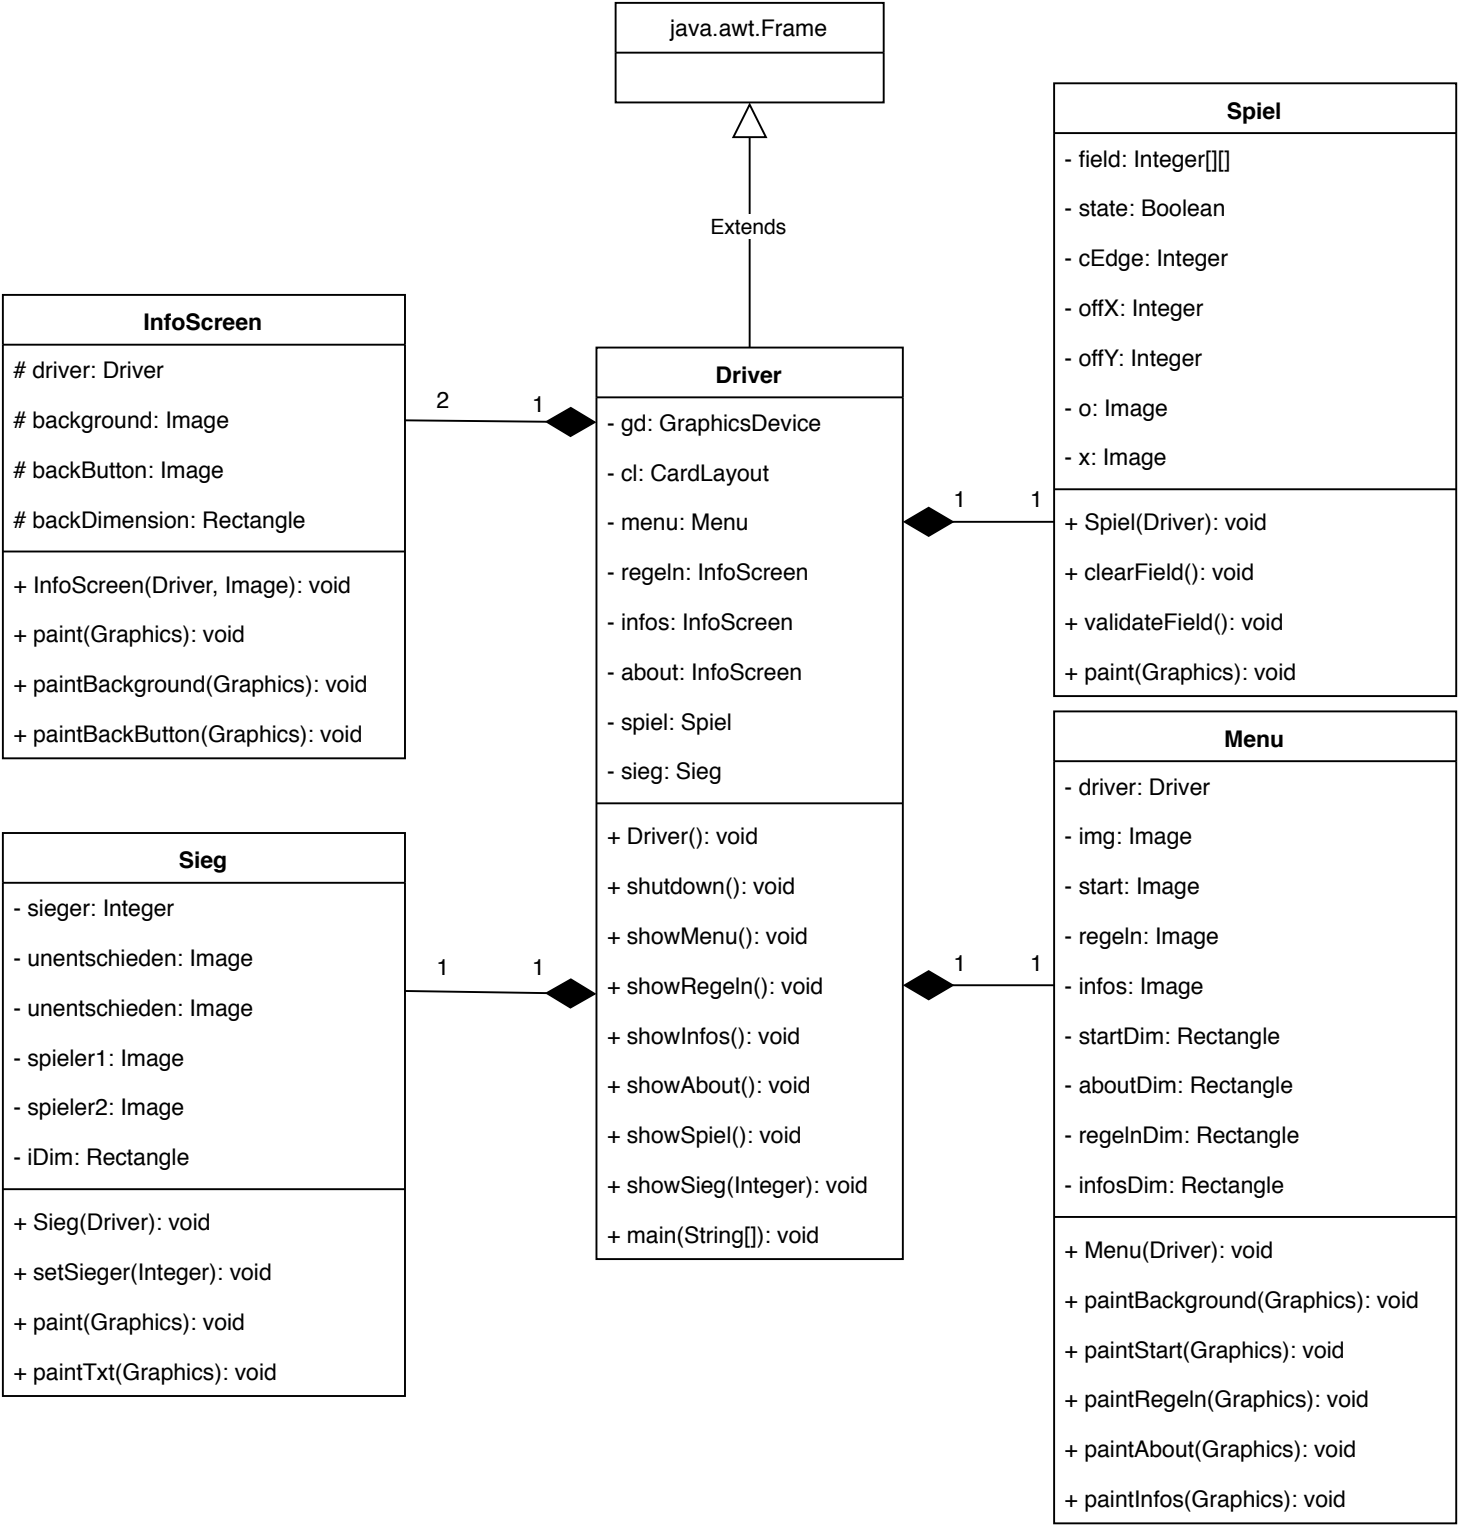 java.awt.Frame
Extends
InfoScreen
# driver: Driver
# background: Image
# backButton: Image
# backDimension: Rectangle
+ InfoScreen(Driver, Image): void
+ paint(Graphics): void
+ paintBackground(Graphics): void
+ paintBackButton(Graphics): void
2
1
Sieg
- sieger: Integer
- unentschieden: Image
- unentschieden: Image
- spieler1: Image
- spieler2: Image
- iDim: Rectangle
+ Sieg(Driver): void
+ setSieger(Integer): void
+ paint(Graphics): void
+ paintTxt(Graphics): void
1
1
Driver
- gd: GraphicsDevice
- cl: CardLayout
- menu: Menu
- regeln: InfoScreen
- infos: InfoScreen
- about: InfoScreen
- spiel: Spiel
- sieg: Sieg
+ Driver(): void
+ shutdown(): void
+ showMenu(): void
+ showRegeln(): void
+ showInfos(): void
+ showAbout(): void
+ showSpiel(): void
+ showSieg(Integer): void
+ main(String[]): void
1
1
Spiel
- field: Integer[][]
- state: Boolean
- cEdge: Integer
- offX: Integer
- offY: Integer
- o: Image
- x: Image
+ Spiel(Driver): void
+ clearField(): void
+ validateField(): void
+ paint(Graphics): void
1
1
Menu
- driver: Driver
- img: Image
- start: Image
- regeln: Image
- infos: Image
- startDim: Rectangle
- aboutDim: Rectangle
- regelnDim: Rectangle
- infosDim: Rectangle
+ Menu(Driver): void
+ paintBackground(Graphics): void
+ paintStart(Graphics): void
+ paintRegeln(Graphics): void
+ paintAbout(Graphics): void
+ paintInfos(Graphics): void